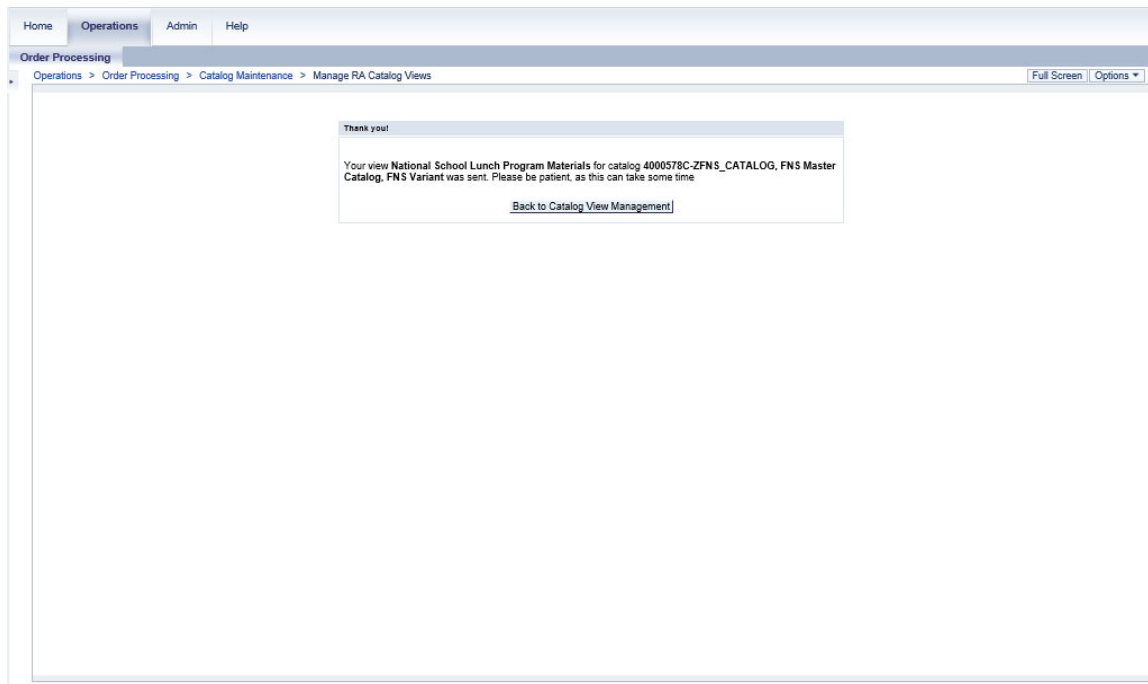 Home Operations Admin Help
Order Processing
Operations > Order Processing > Catalog Maintenance > Manage RA Catalog Views Full Screen Options
Thank you!
Your view National School Lunch Program Materials for catalog 4000578C-ZFNS_CATALOG, FNS Master
Catalog, FNS Variant was sent. Please be patient, as this can take some time
Back to Catalog View Management